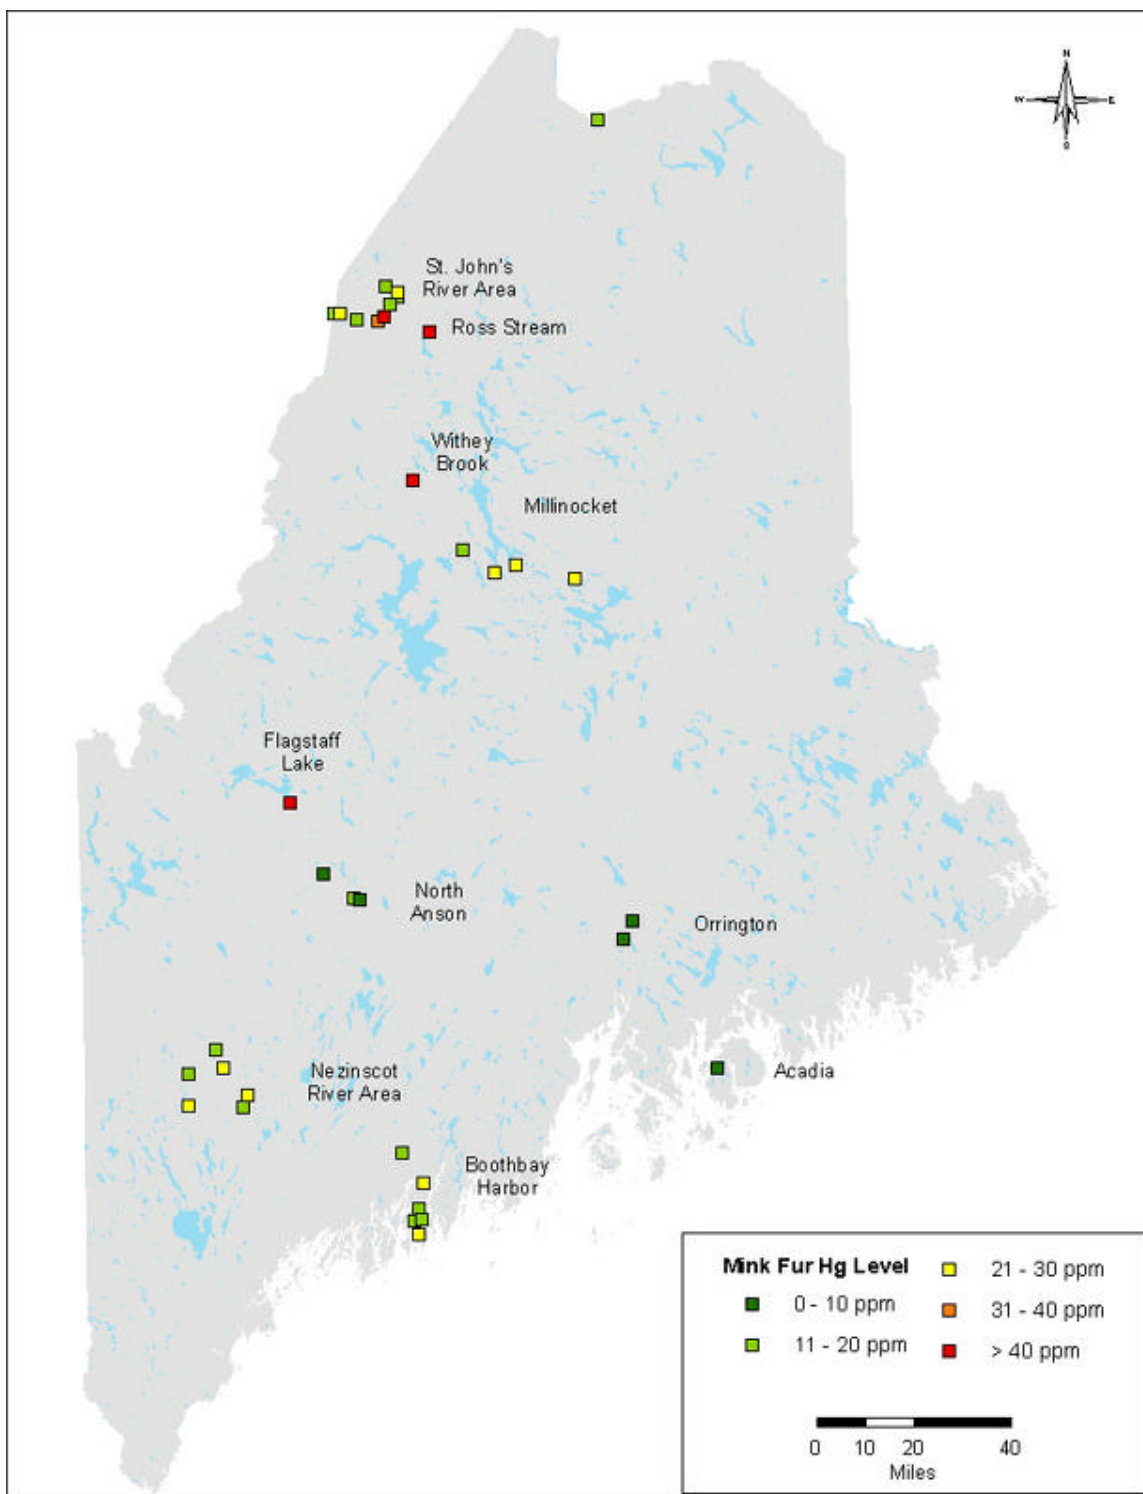 N
W E
S
St. John's
River Area
Ross Stream
Withey
Brook
Millinocket
Flagstaff
Lake
North
Anson
Orrington
Nezinscot
River Area
Acadia
Boothbay
Harbor
Mink Fur Hg Level
0 - 10 ppm
11 - 20 ppm
21 - 30 ppm
31 - 40 ppm
> 40 ppm
0 10 20 40
Miles